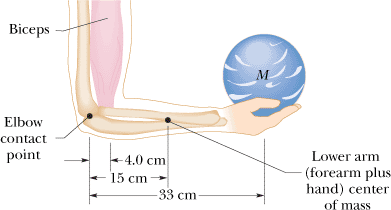 Biceps
M
Elbow
contact
point
4.0 cm
15 cm
33 cm
Lower arm
(forearm plus
hand) center
of mass